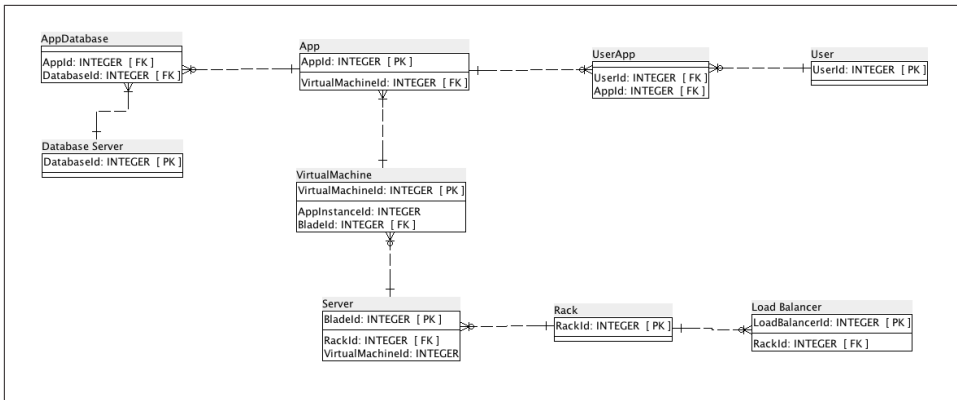 AppDatabase
AppId: INTEGER [ FK ]
DatabaseId: INTEGER [ FK ]
App
AppId: INTEGER [ PK ]
VirtualMachineId: INTEGER [ FK ]
UserApp
UserId: INTEGER [ FK ]
AppId: INTEGER [ FK ]
User
UserId: INTEGER [ PK ]
Database Server
DatabaseId: INTEGER [ PK ]
VirtualMachine
VirtualMachineId: INTEGER [ PK ]
AppInstanceId: INTEGER
BladeId: INTEGER [ FK ]
Server
BladeId: INTEGER [ PK ]
RackId: INTEGER [ FK ]
VirtualMachineId: INTEGER
Rack
RackId: INTEGER [ PK ]
Load Balancer
LoadBalancerId: INTEGER [ PK ]
RackId: INTEGER [ FK ]